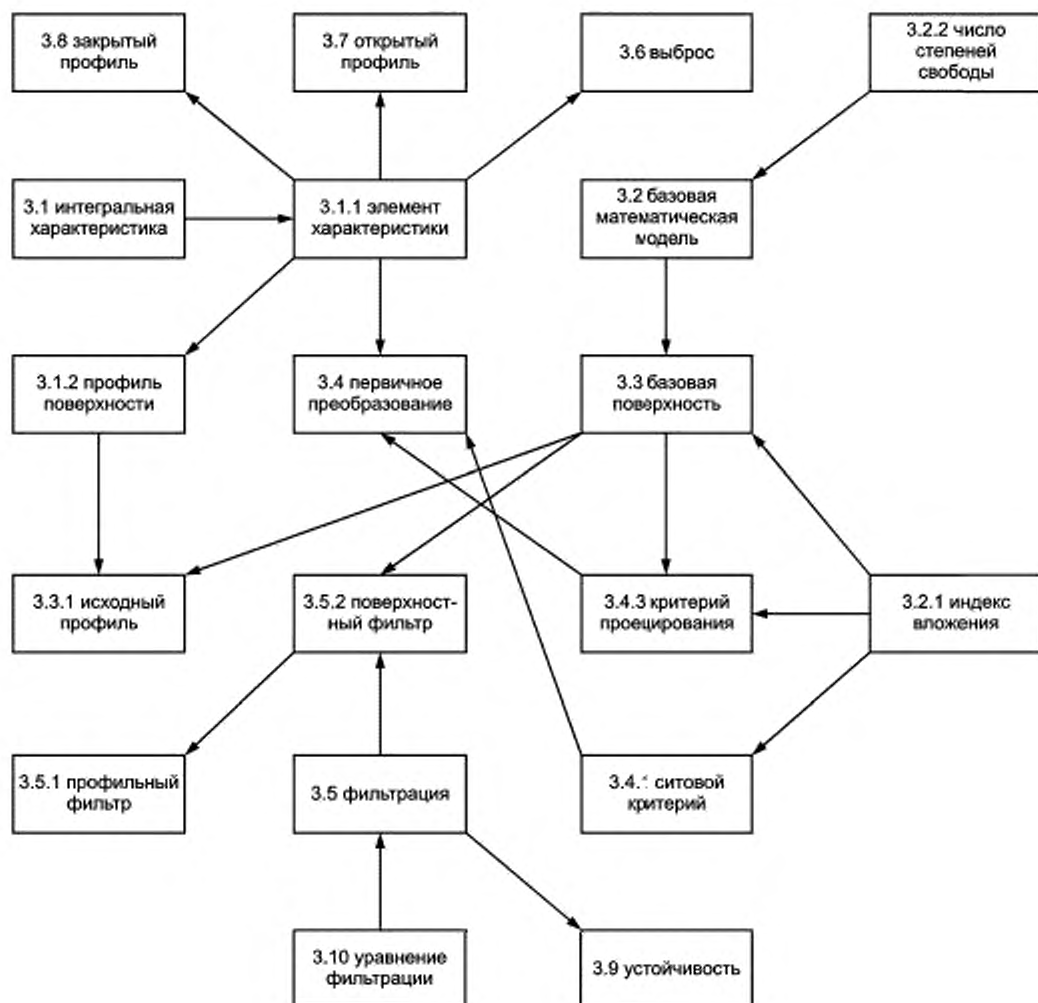 3.8 закрытый
профиль
3.7 открытый
профиль
3.6 выброс
3.2.2 число
степеней
свободы
3.1 интегральная
характеристика
3.1.1 элемент
характеристики
3.2 базовая
математическая
модель
3.1.2 профиль
поверхности
3.4 первичное
преобразование
3.3 базовая
поверхность
3.3.1 исходный
профиль
3.5.2 поверхност-
ный фильтр
3.4.3 критерий
проецирования
3.2.1 индекс
вложения
3.5.1 профильный
фильтр
3.5 фильтрация
3.4.1 ситовой
критерий
3.10 уравнение
фильтрации
3.9 устойчивость